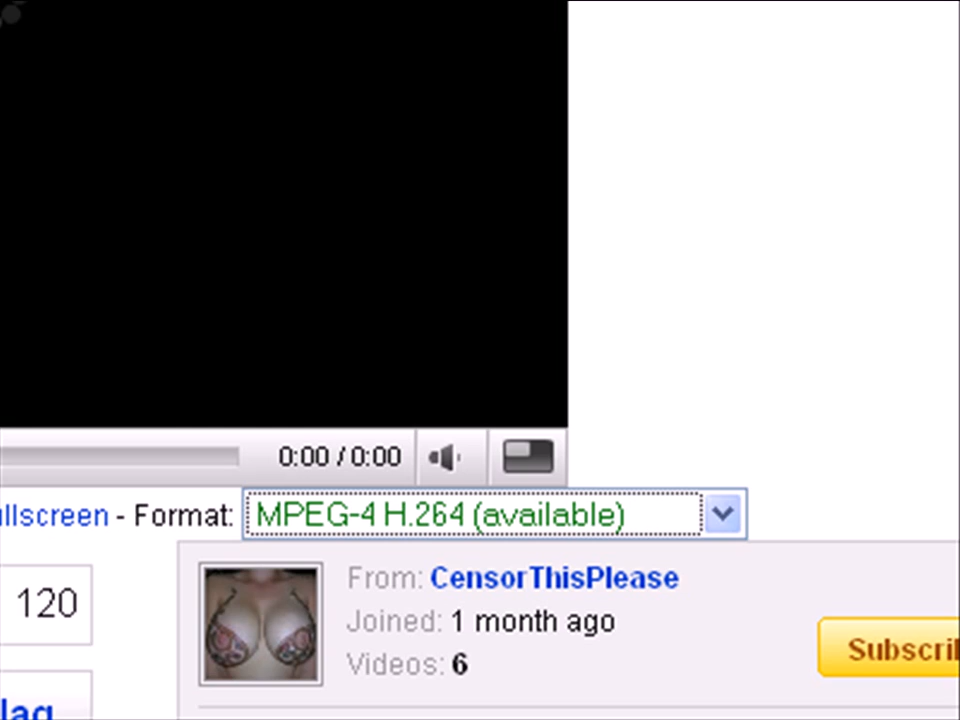 0:00 / 0:00
ullscreen - Format: MPEG-4 H.264 (available)
120
From: CensorThisPlease
Joined: 1 month ago
Videos: 6
Subscri
lag